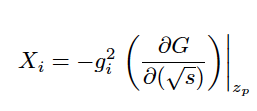 $X_i = -g_i^2 \left( \frac{\partial G}{\partial(\sqrt{s})} \right) \Big|_{z_p}$